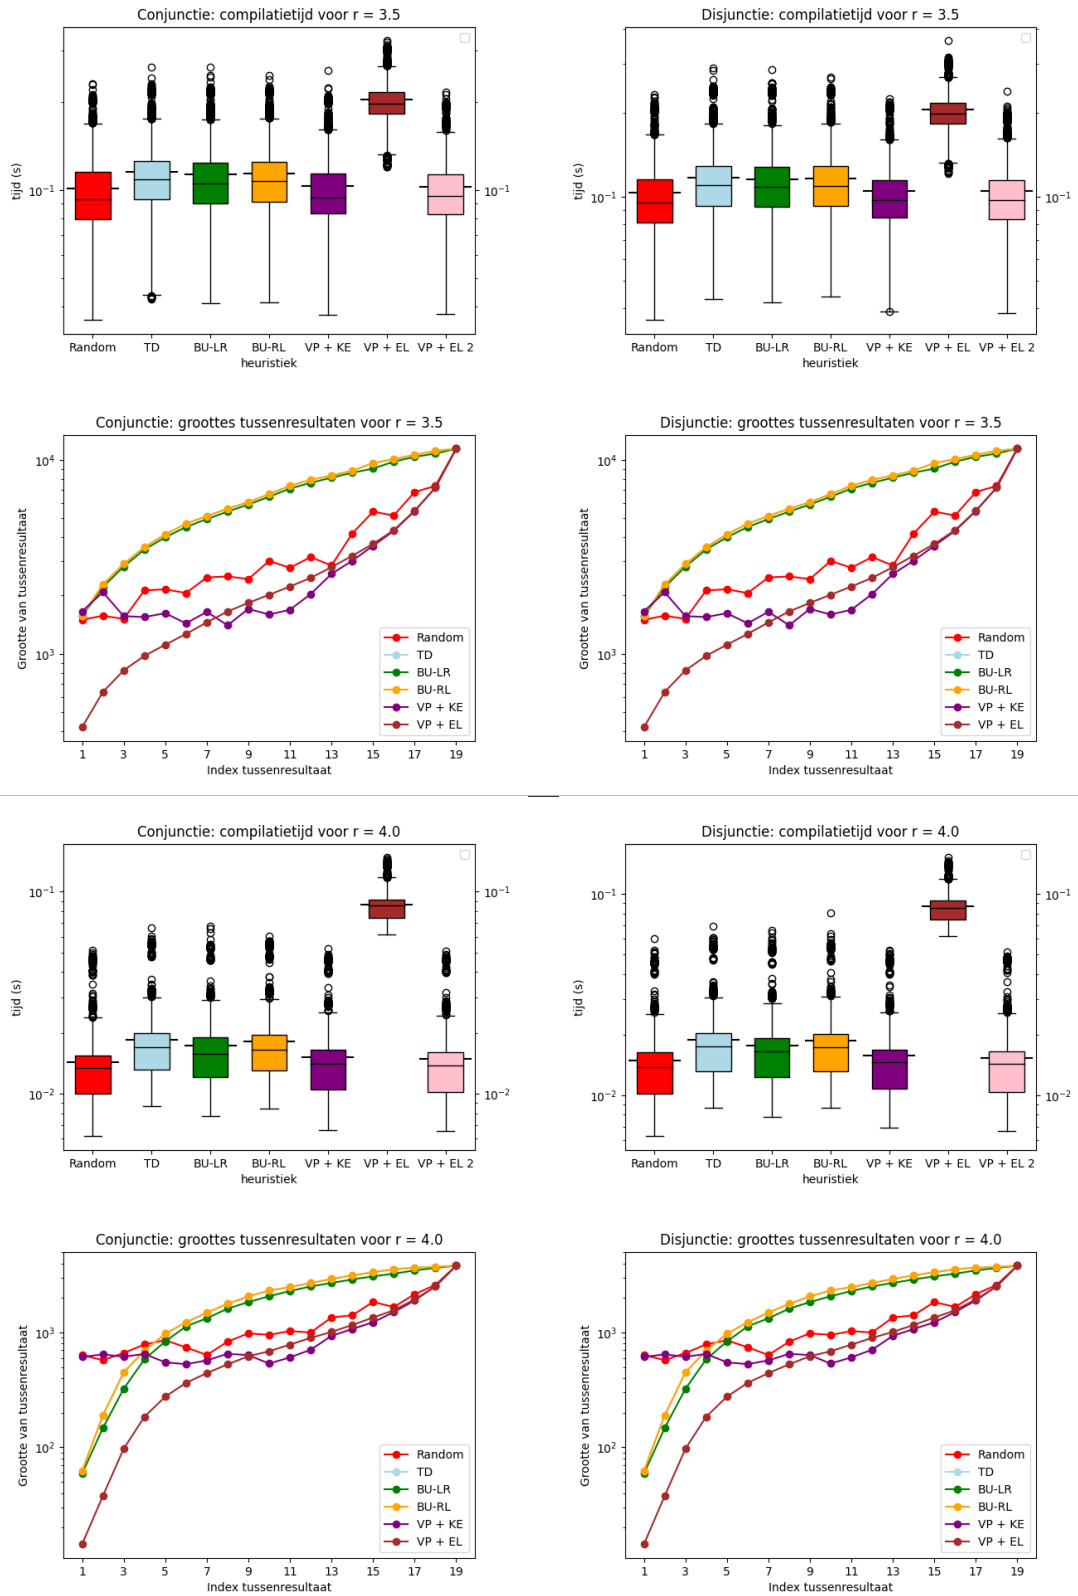 Conjunctie: compilatietijd voor r = 3.5
tijd (s)
10⁻¹
10⁻¹
Random TD BU-LR BU-RL VP + KE VP + EL VP + EL 2
heuristiek
Disjunctie: compilatietijd voor r = 3.5
tijd (s)
10⁻¹
10⁻¹
Random TD BU-LR BU-RL VP + KE VP + EL VP + EL 2
heuristiek
Conjunctie: groottes tussenresultaten voor r = 3.5
Grootte van tussenresultaat
10⁴
10³
Random
TD
BU-LR
BU-RL
VP + KE
VP + EL
1 3 5 7 9 11 13 15 17 19
Index tussenresultaat
Disjunctie: groottes tussenresultaten voor r = 3.5
Grootte van tussenresultaat
10⁴
10³
Random
TD
BU-LR
BU-RL
VP + KE
VP + EL
1 3 5 7 9 11 13 15 17 19
Index tussenresultaat
Conjunctie: compilatietijd voor r = 4.0
tijd (s)
10⁻¹
10⁻²
10⁻¹
10⁻²
Random TD BU-LR BU-RL VP + KE VP + EL VP + EL 2
heuristiek
Disjunctie: compilatietijd voor r = 4.0
tijd (s)
10⁻¹
10⁻²
10⁻¹
10⁻²
Random TD BU-LR BU-RL VP + KE VP + EL VP + EL 2
heuristiek
Conjunctie: groottes tussenresultaten voor r = 4.0
Grootte van tussenresultaat
10³
10²
Random
TD
BU-LR
BU-RL
VP + KE
VP + EL
1 3 5 7 9 11 13 15 17 19
Index tussenresultaat
Disjunctie: groottes tussenresultaten voor r = 4.0
Grootte van tussenresultaat
10³
10²
Random
TD
BU-LR
BU-RL
VP + KE
VP + EL
1 3 5 7 9 11 13 15 17 19
Index tussenresultaat